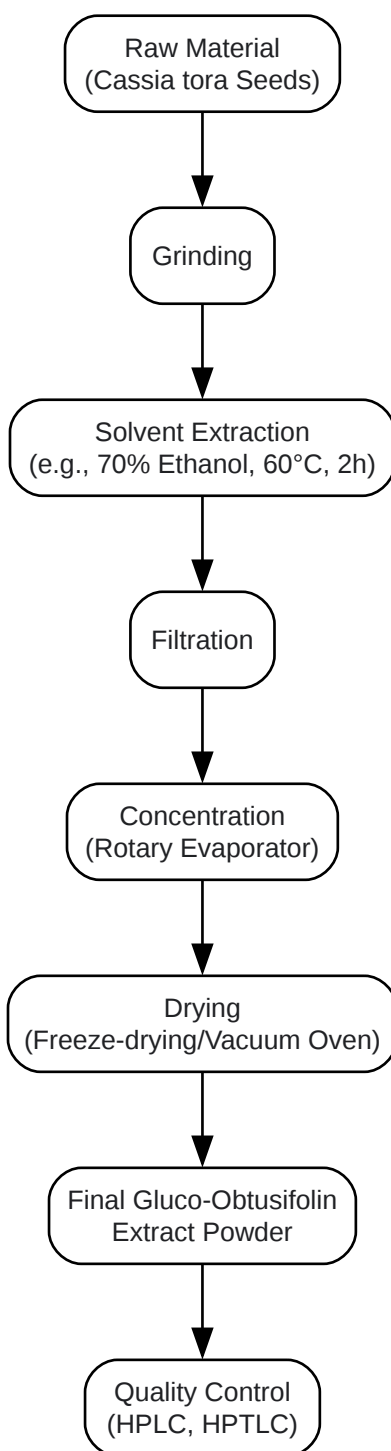 Raw Material
(Cassia tora Seeds)
Grinding
Solvent Extraction
(e.g., 70% Ethanol, 60°C, 2h)
Filtration
Concentration
(Rotary Evaporator)
Drying
(Freeze-drying/Vacuum Oven)
Final Gluco-Obtusifolin
Extract Powder
Quality Control
(HPLC, HPTLC)